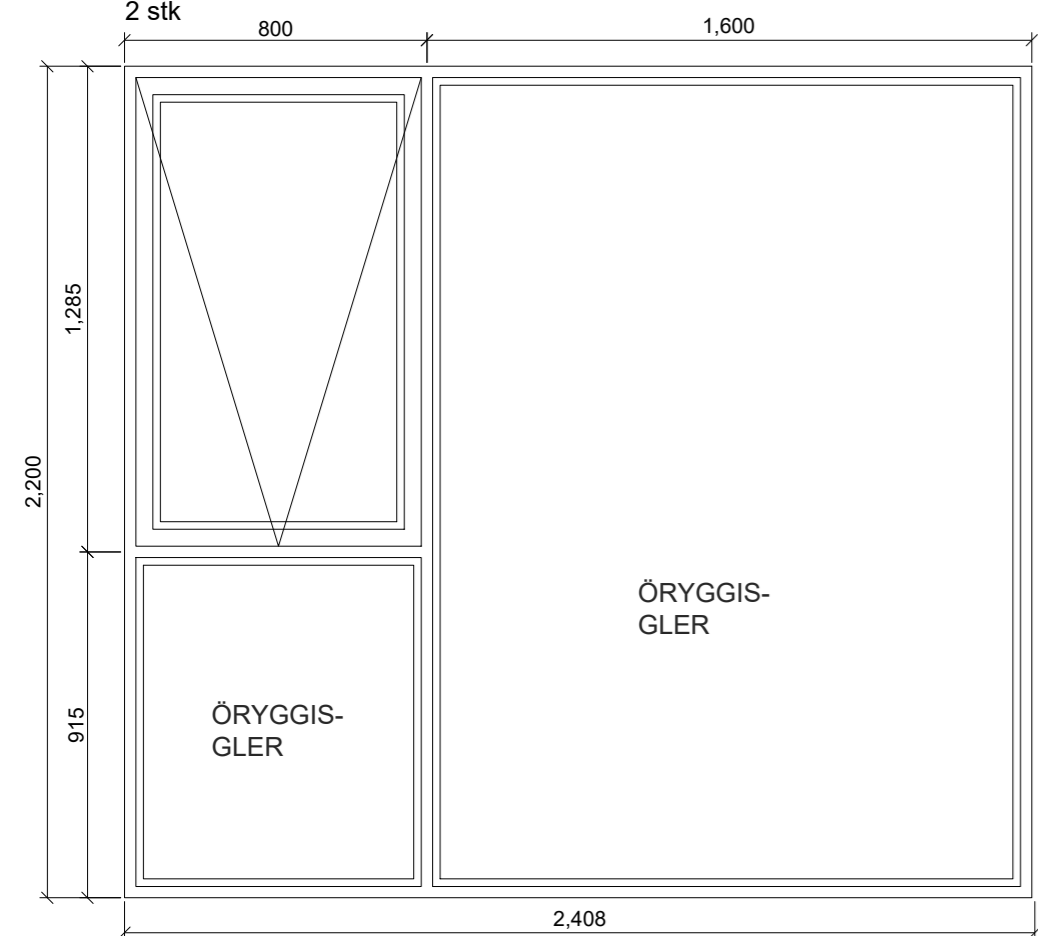 2 stk
800
1,600
1,285
2,200
ÖRYGGIS-
GLER
ÖRYGGIS-
GLER
915
2,408